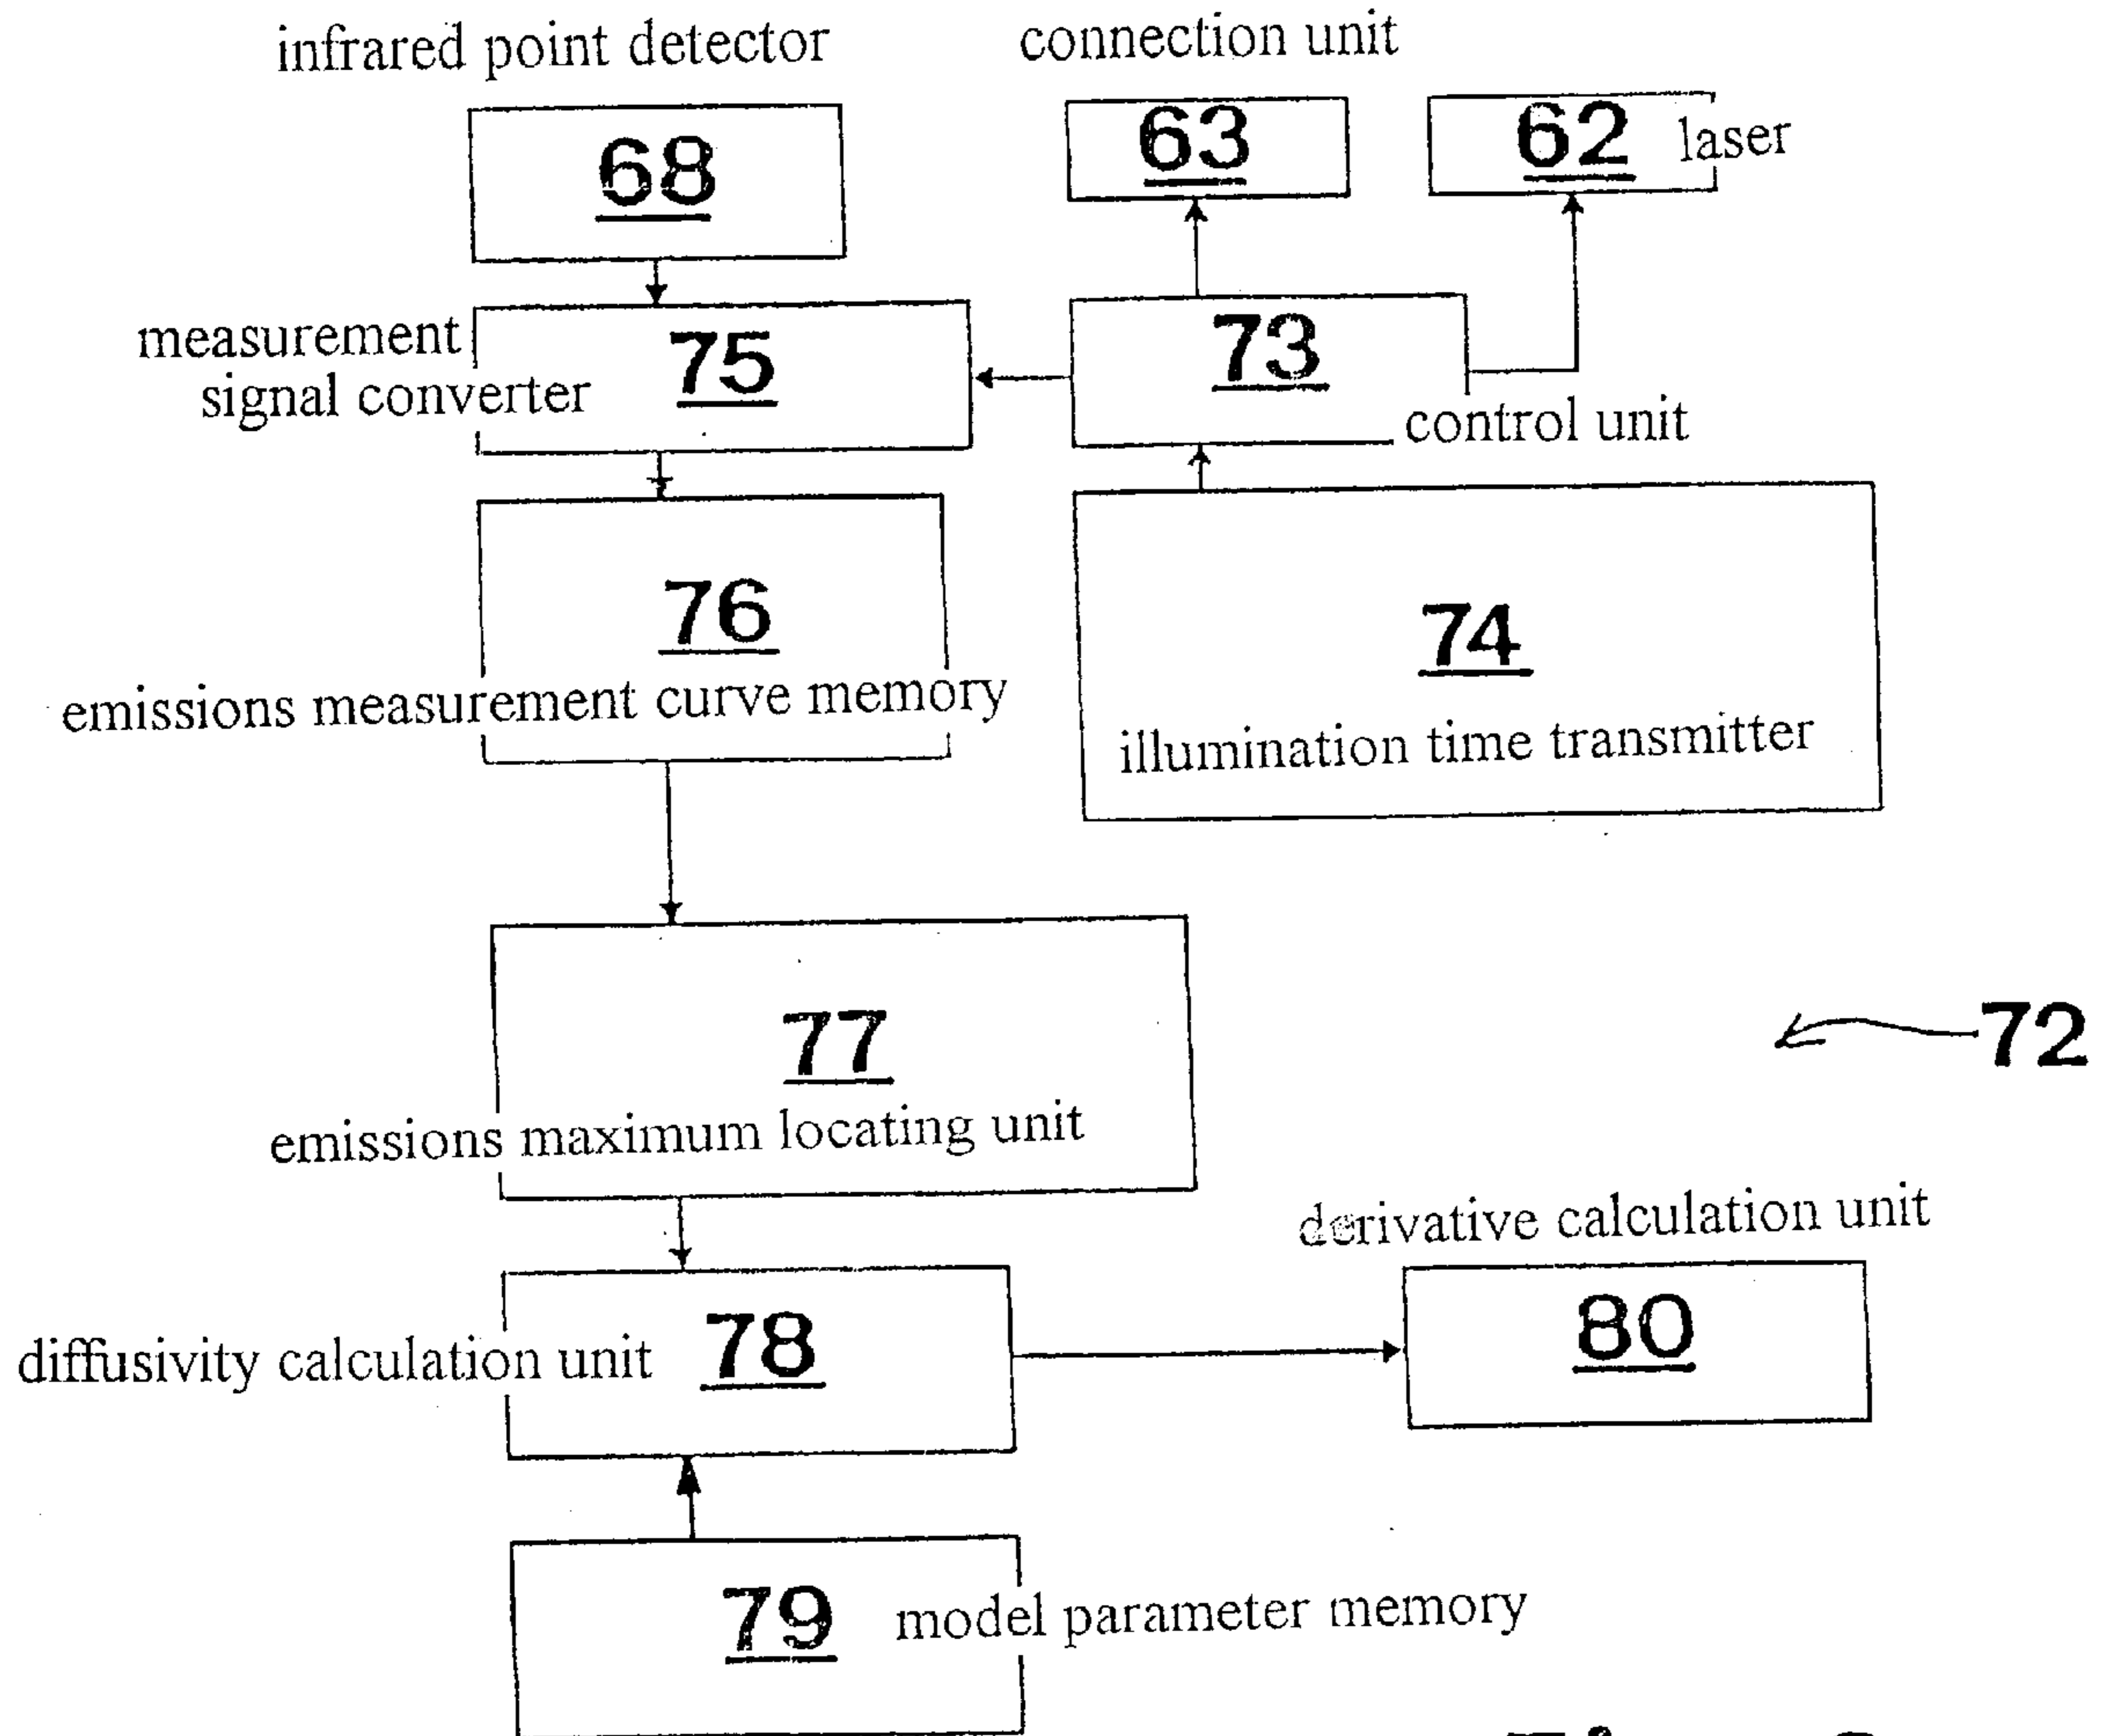 infrared point detector
connection unit
68
63
62 laser
measurement
signal converter
75
73
control unit
76
emissions measurement curve memory
74
illumination time transmitter
77
emissions maximum locating unit
72
derivative calculation unit
diffusivity calculation unit 78
80
79 model parameter memory